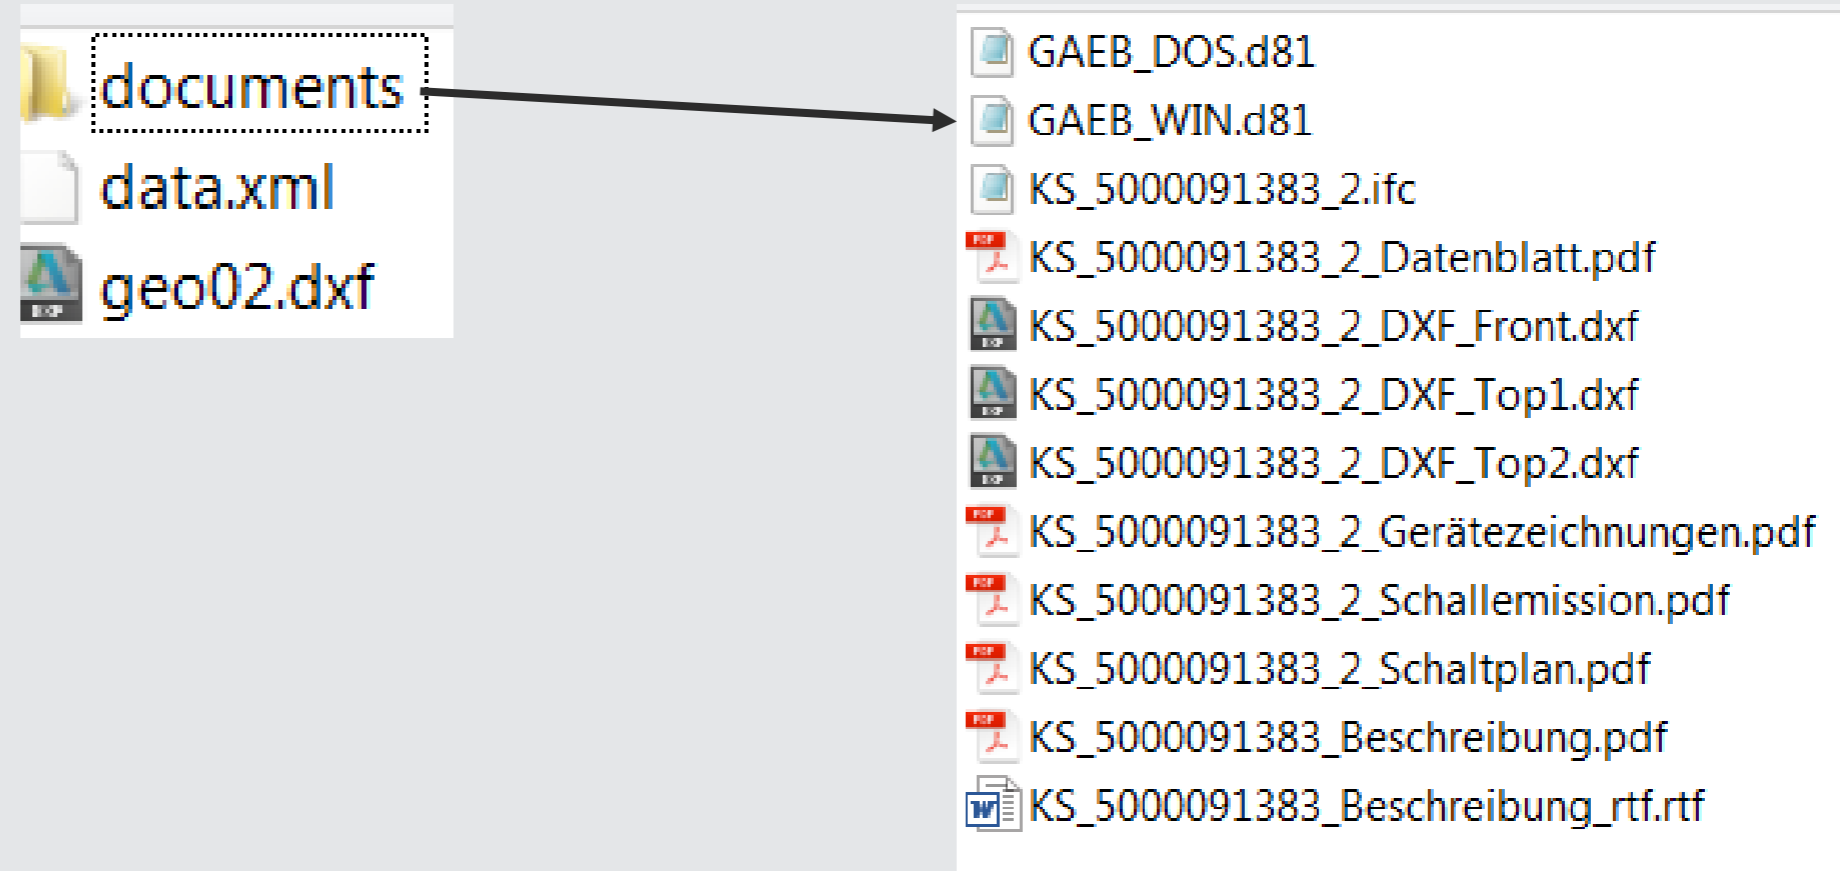 documents
data.xml
geo02.dxf
GAEB_DOS.d81
GAEB_WIN.d81
KS_5000091383_2.ifc
KS_5000091383_2_Datenblatt.pdf
KS_5000091383_2_DXF_Front.dxf
KS_5000091383_2_DXF_Top1.dxf
KS_5000091383_2_DXF_Top2.dxf
KS_5000091383_2_Gerätezeichnungen.pdf
KS_5000091383_2_Schallemission.pdf
KS_5000091383_2_Schaltplan.pdf
KS_5000091383_Beschreibung.pdf
KS_5000091383_Beschreibung_rtf.rtf